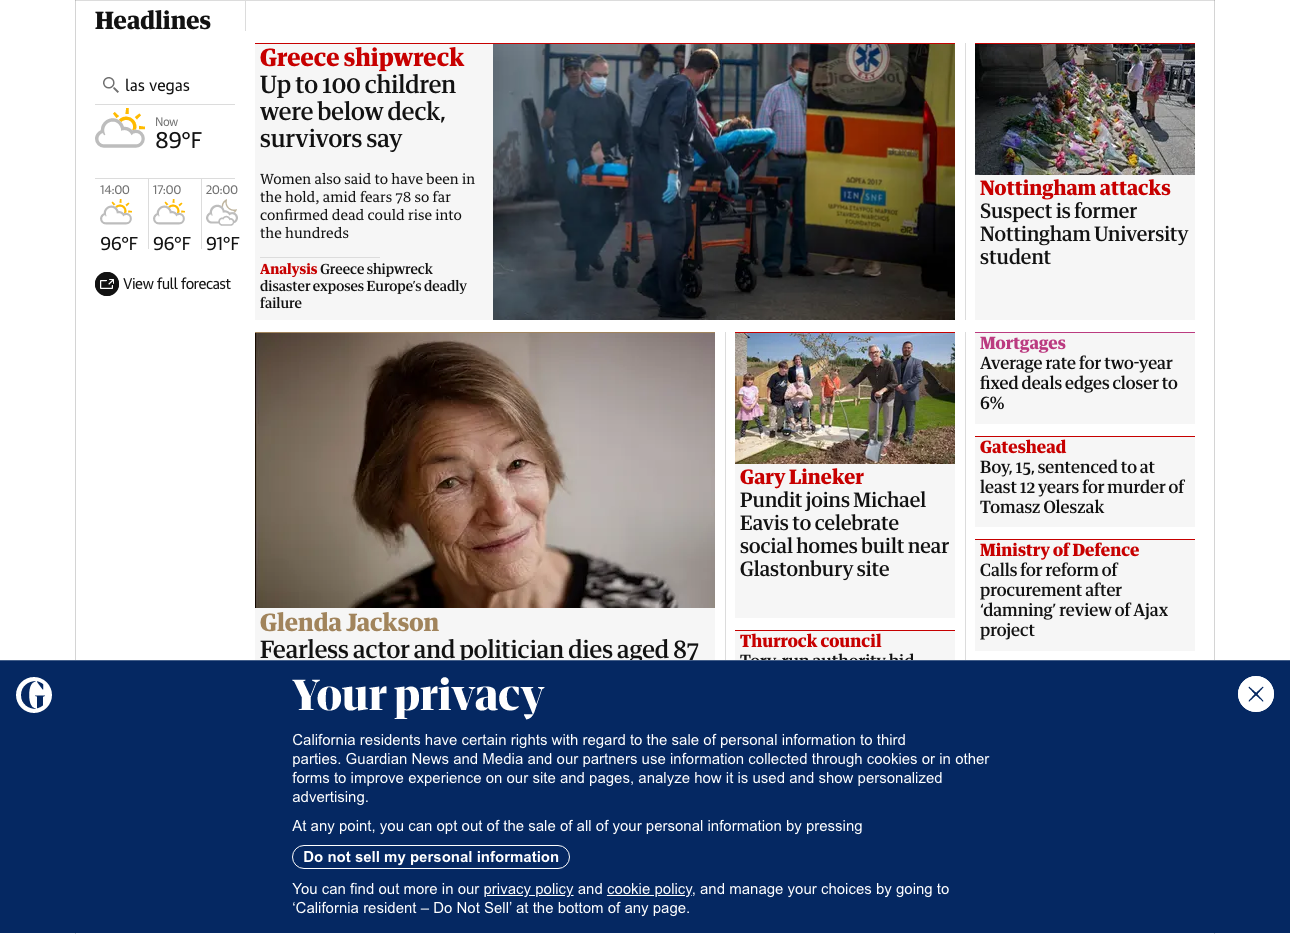 Headlines
las vegas
Now
89°F
14:00
17:00
20:00
96°F
96°F
91°F
View full forecast
Greece shipwreck
Up to 100 children
were below deck,
survivors say
Women also said to have been in
the hold, amid fears 78 so far
confirmed dead could rise into
the hundreds
Analysis Greece shipwreck
disaster exposes Europe's deadly
failure
ΔΩΡΕΑ 2017
ΙΣΝ/SNF
Nottingham attacks
Suspect is former
Nottingham University
student
Glenda Jackson
Fearless actor and politician dies aged 87
Gary Lineker
Pundit joins Michael
Eavis to celebrate
social homes built near
Glastonbury site
Thurrock council
Tory-run authority bid
Mortgages
Average rate for two-year
fixed deals edges closer to
6%
Gateshead
Boy, 15, sentenced to at
least 12 years for murder of
Tomasz Oleszak
Ministry of Defence
Calls for reform of
procurement after
‘damning’ review of Ajax
project
Your privacy
California residents have certain rights with regard to the sale of personal information to third
parties. Guardian News and Media and our partners use information collected through cookies or in other
forms to improve experience on our site and pages, analyze how it is used and show personalized
advertising.
At any point, you can opt out of the sale of all of your personal information by pressing
Do not sell my personal information
You can find out more in our privacy policy and cookie policy, and manage your choices by going to
‘California resident – Do Not Sell’ at the bottom of any page.